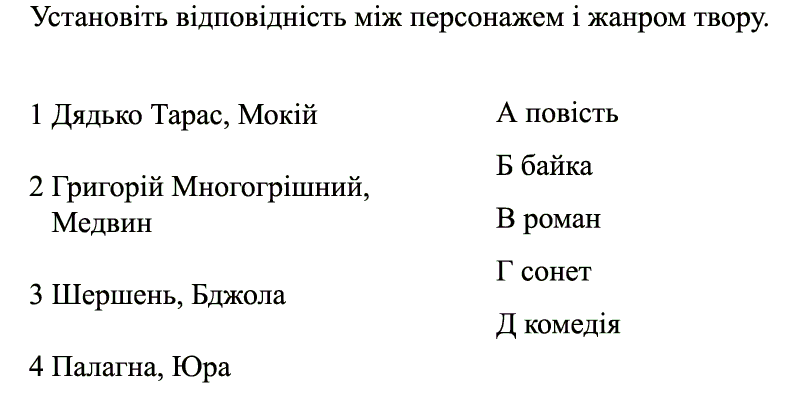 Установіть відповідність між персонажем і жанром твору.
1 Дядько Тарас, Мокій
2 Григорій Многогрішний,
Медвин
3 Шершень, Бджола
4 Палагна, Юра
А повість
Б байка
В роман
Г сонет
Д комедія